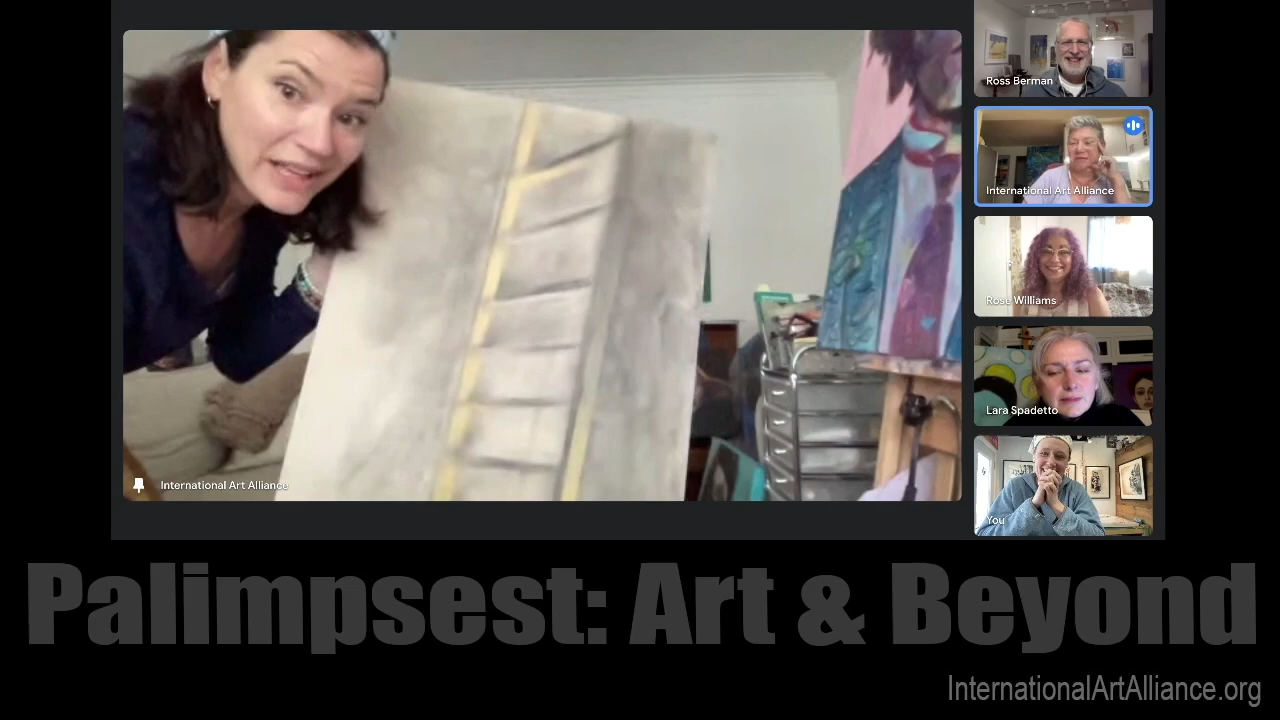 Ross Berman
International Art Alliance
Rose Williams
Lara Spadetto
You
International Art Alliance
Palimpsest: Art & Beyond
InternationalArtAlliance.org